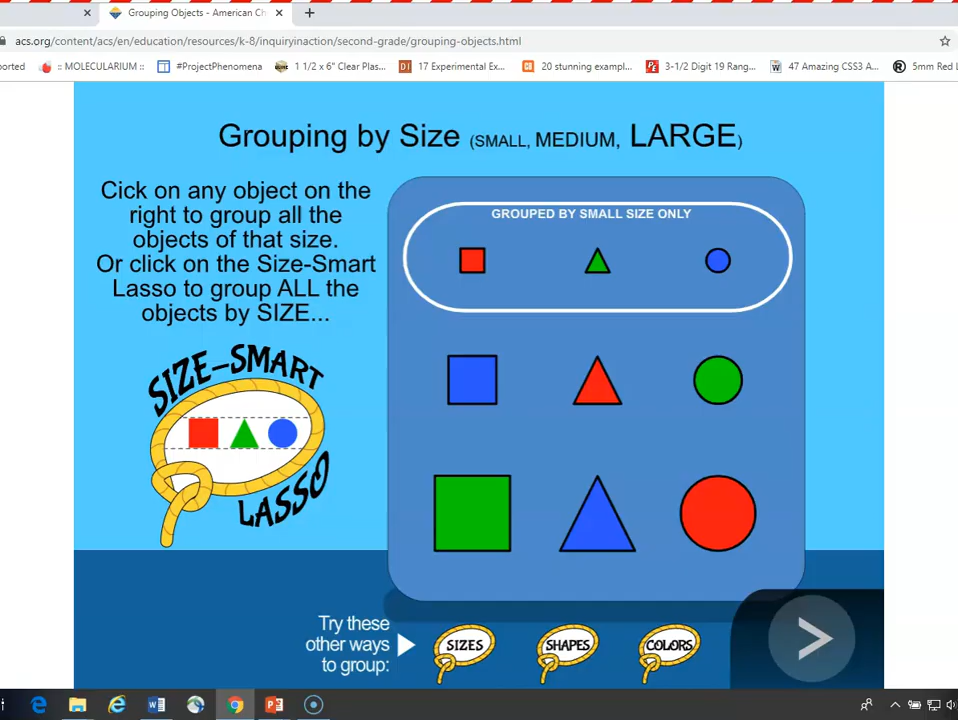 Grouping Objects - American Ch
acs.org/content/acs/en/education/resources/k-8/inquiryinaction/second-grade/grouping-objects.html
orted :: MOLECULARIUM :: #ProjectPhenomena 1 1/2 x 6" Clear Plas... 17 Experimental Ex... 20 stunning exampl... 3-1/2 Digit 19 Rang... 47 Amazing CSS3 A... 5mm Red L
Grouping by Size (SMALL, MEDIUM, LARGE)
Cick on any object on the
right to group all the
objects of that size.
Or click on the Size-Smart
Lasso to group ALL the
objects by SIZE...
GROUPED BY SMALL SIZE ONLY
SIZE-SMART
LASSO
Try these
other ways
to group:
SIZES
SHAPES
COLORS